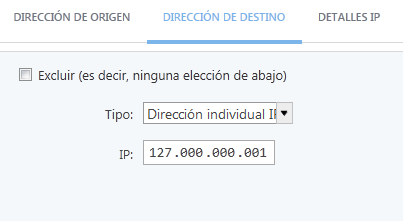 DIRECCIÓN DE ORIGEN DIRECCIÓN DE DESTINO DETALLES IP
Excluir (es decir, ninguna elección de abajo)
Tipo: Dirección individual IP
IP: 127.000.000.001